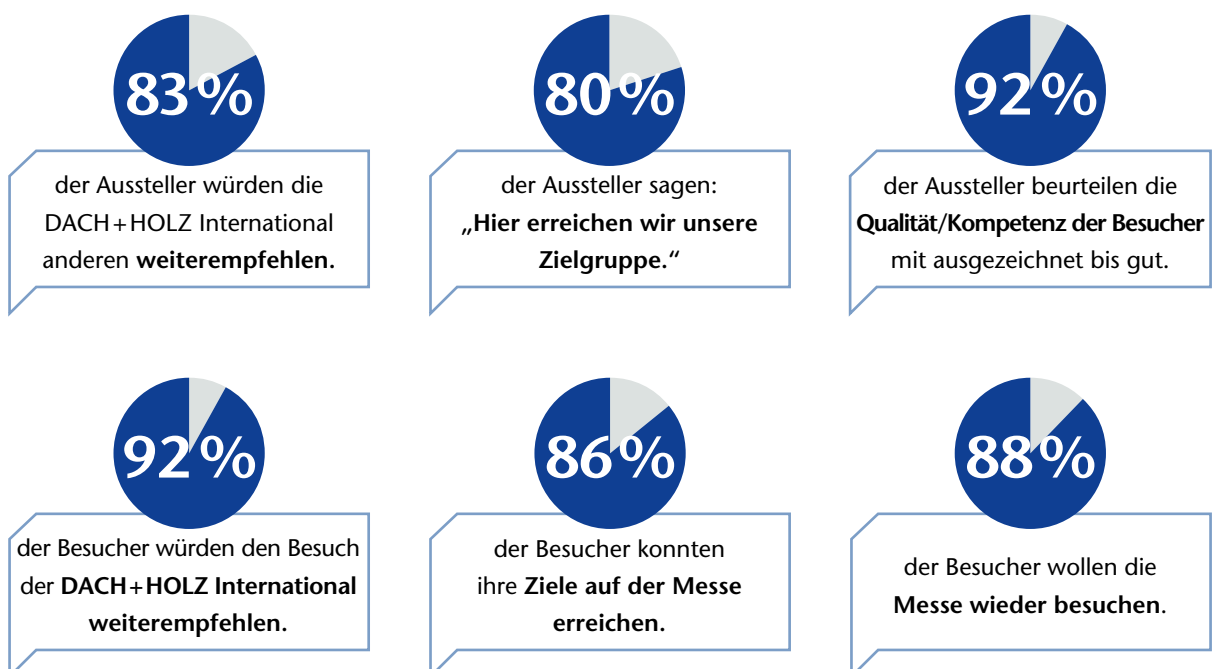 83 %
der Aussteller würden die
DACH+HOLZ International
anderen weiterempfehlen.
80 %
der Aussteller sagen:
„Hier erreichen wir unsere
Zielgruppe.“
92 %
der Aussteller beurteilen die
Qualität/Kompetenz der Besucher
mit ausgezeichnet bis gut.
92 %
der Besucher würden den Besuch
der DACH+HOLZ International
weiterempfehlen.
86 %
der Besucher konnten
ihre Ziele auf der Messe
erreichen.
88 %
der Besucher wollen die
Messe wieder besuchen.